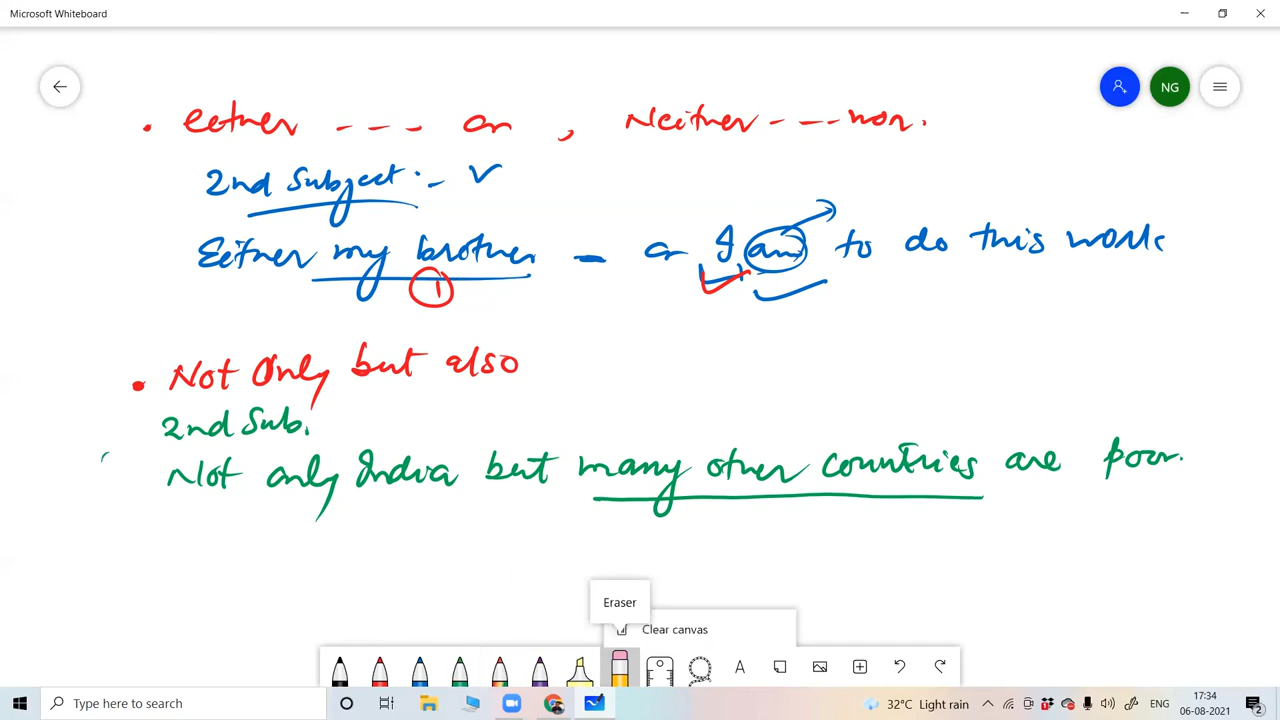 Microsoft Whiteboard
NG
• Eether --- or , Neither ---nor.
2nd Subject - V
Either my brother - or I am to do this work
1
• Not Only but also
2nd Sub.
Not only India but many other countries are poor.
Eraser
Clear canvas
A
Type here to search
32°C Light rain
ENG
17:34
06-08-2021
2